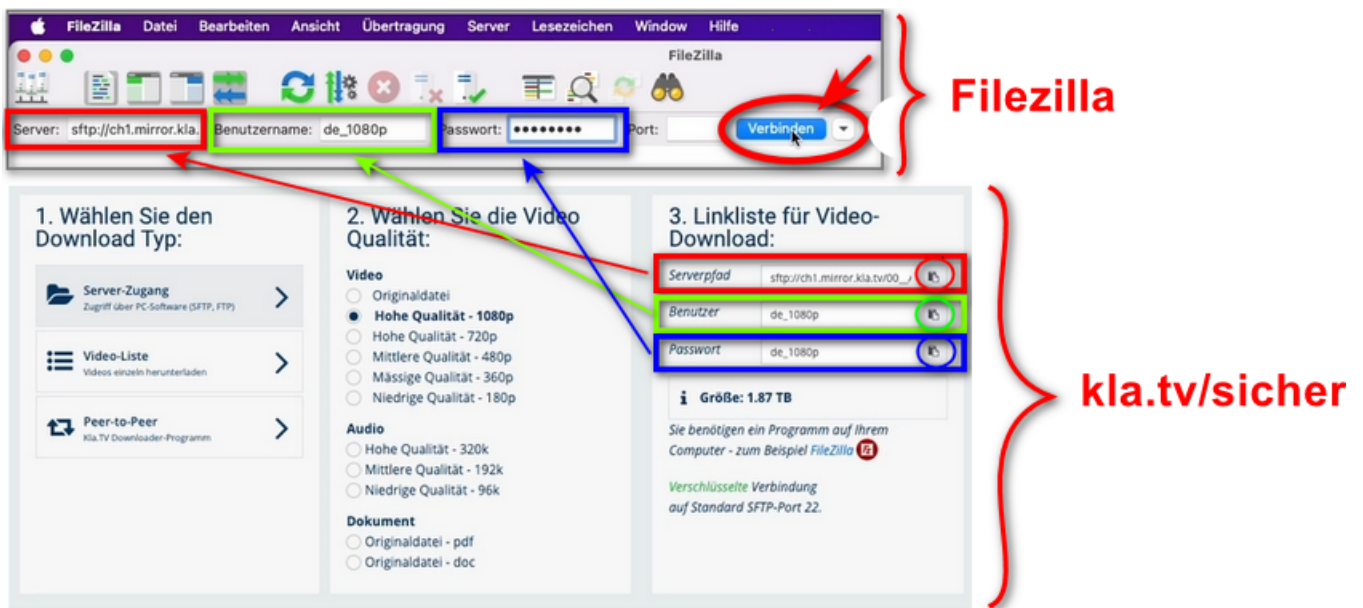 FileZilla Datei Bearbeiten Ansicht Übertragung Server Lesezeichen Window Hilfe
FileZilla
Server: sftp://ch1.mirror.kla. Benutzername: de_1080p Passwort: •••••••• Port: Verbinden
Filezilla
1. Wählen Sie den
Download Typ:
Server-Zugang
Zugriff über PC-Software (SFTP, FTP)
Video-Liste
Videos einzeln herunterladen
Peer-to-Peer
Kla.TV Downloader-Programm
2. Wählen Sie die Video
Qualität:
Video
Originaldatei
Hohe Qualität - 1080p
Hohe Qualität - 720p
Mittlere Qualität - 480p
Mässige Qualität - 360p
Niedrige Qualität - 180p
Audio
Hohe Qualität - 320k
Mittlere Qualität - 192k
Niedrige Qualität - 96k
Dokument
Originaldatei - pdf
Originaldatei - doc
3. Linkliste für Video-
Download:
Serverpfad sftp://ch1.mirror.kla.tv/00__/
Benutzer de_1080p
Passwort de_1080p
i Größe: 1.87 TB
Sie benötigen ein Programm auf Ihrem
Computer - zum Beispiel FileZilla
Verschlüsselte Verbindung
auf Standard SFTP-Port 22.
kla.tv/sicher